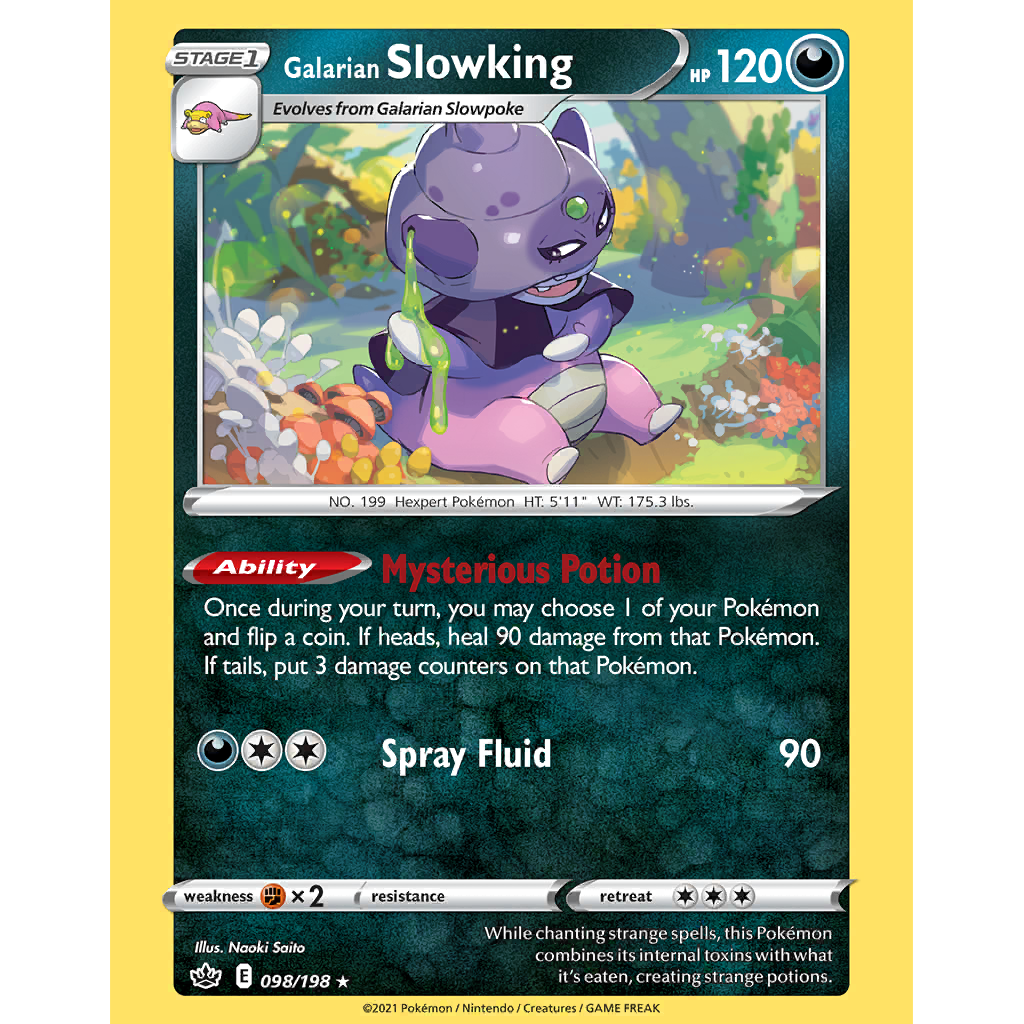 STAGE1
Galarian Slowking
HP 120
Evolves from Galarian Slowpoke
NO. 199 Hexpert Pokémon HT: 5'11" WT: 175.3 lbs.
Ability Mysterious Potion
Once during your turn, you may choose 1 of your Pokémon
and flip a coin. If heads, heal 90 damage from that Pokémon.
If tails, put 3 damage counters on that Pokémon.
Spray Fluid 90
weakness ×2 resistance retreat
While chanting strange spells, this Pokémon
combines its internal toxins with what
it's eaten, creating strange potions.
Illus. Naoki Saito
E 098/198 ★
©2021 Pokémon / Nintendo / Creatures / GAME FREAK